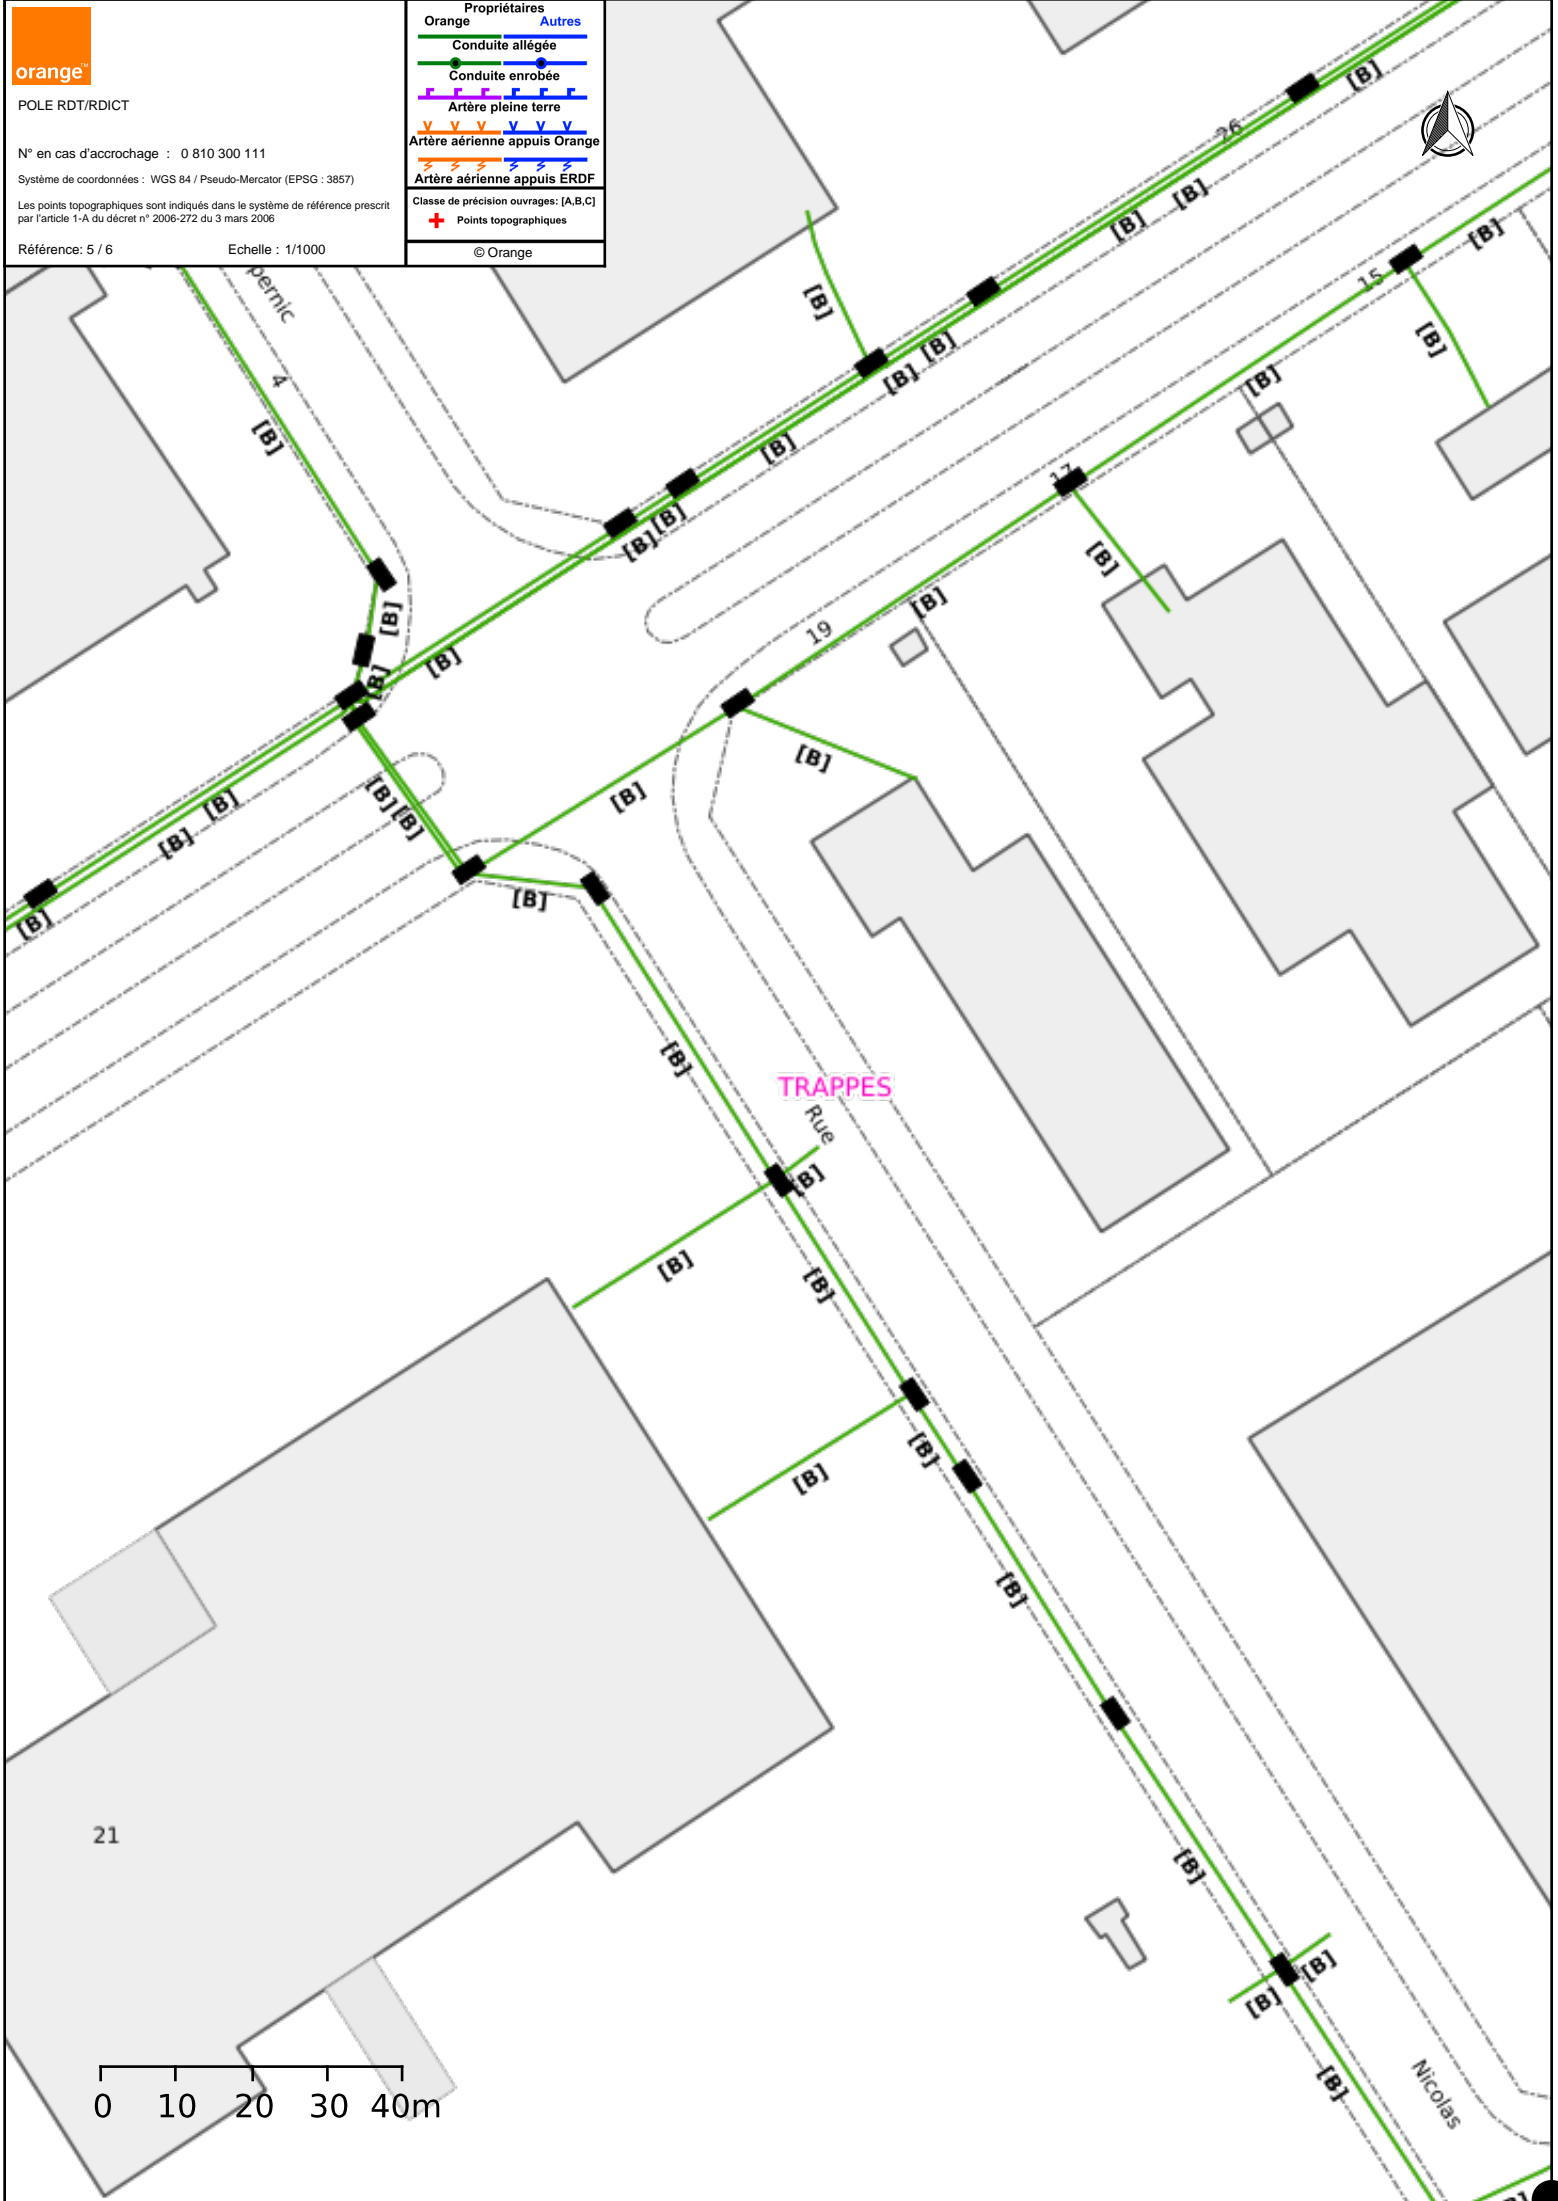 orange™
POLE RDT/RDICT
N° en cas d'accrochage : 0 810 300 111
Système de coordonnées : WGS 84 / Pseudo-Mercator (EPSG : 3857)
Les points topographiques sont indiqués dans le système de référence prescrit
par l'article 1-A du décret n° 2006-272 du 3 mars 2006
Référence: 5 / 6 Echelle : 1/1000
Propriétaires
Orange Autres
Conduite allégée
Conduite enrobée
Artère pleine terre
Artère aérienne appuis Orange
Artère aérienne appuis ERDF
Classe de précision ouvrages: [A,B,C]
Points topographiques
© Orange
[B]
26
[B]
[B]
[B]
15
pernic
[B]
[B]
[B]
4
[B]
[B]
[B]
[B]
17
[B]
[B]
[B]
[B]
[B]
19
[B]
[B]
[B]
[B]
[B]
[B]
[B]
[B]
[B]
[B]
[B]
[B]
TRAPPES
Rue
[B]
[B]
[B]
[B]
[B]
[B]
21
[B]
[B]
[B]
[B]
Nicolas
0 10 20 30 40m